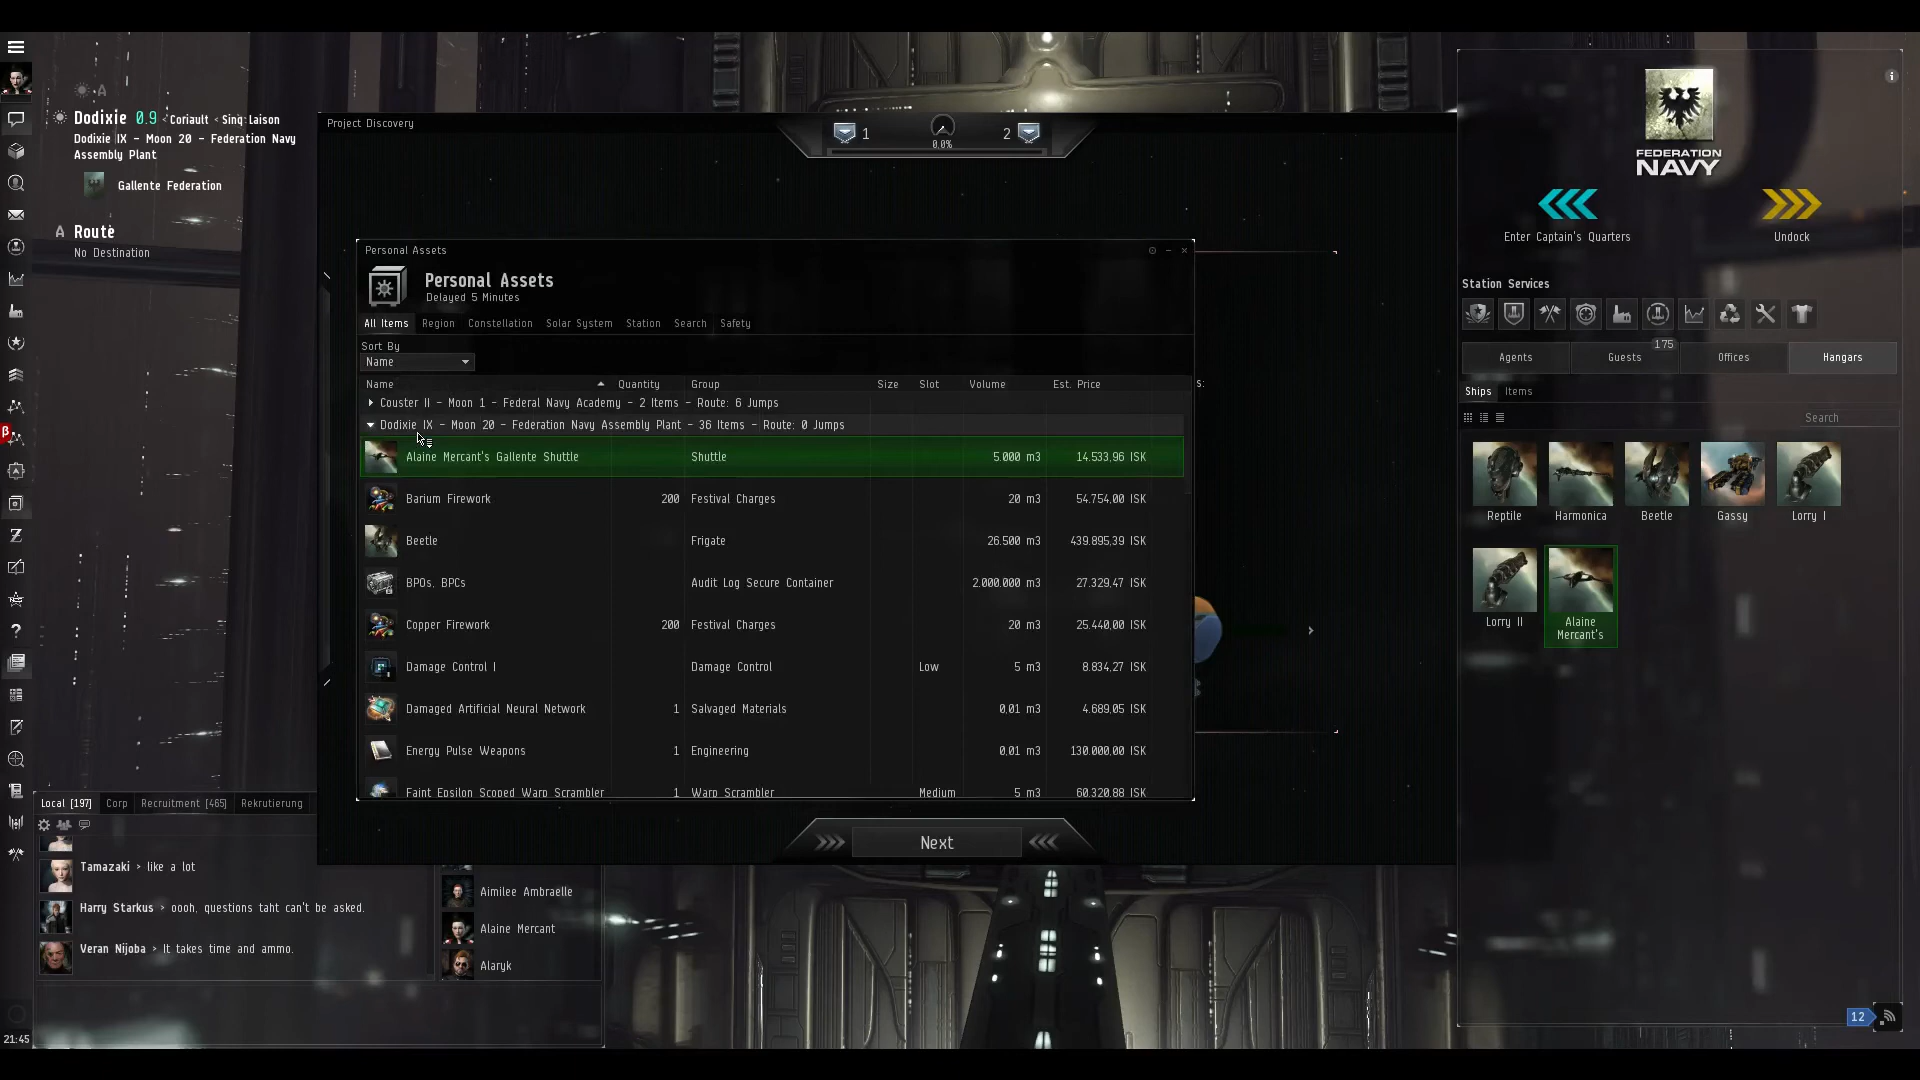 Dodixie 0.9 < Coriault < Sinq Laison
Dodixie IX - Moon 20 - Federation Navy
Assembly Plant
Gallente Federation
Route
No Destination
Project Discovery
1
0.0%
2
Personal Assets
Personal Assets
Delayed 5 Minutes
All Items Region Constellation Solar System Station Search Safety
Sort By
Name
Name Quantity Group Size Slot Volume Est. Price
Couster II - Moon 1 - Federal Navy Academy - 2 Items - Route: 6 Jumps
Dodixie IX - Moon 20 - Federation Navy Assembly Plant - 36 Items - Route: 0 Jumps
Alaine Mercant's Gallente Shuttle Shuttle 5.000 m3 14.533,96 ISK
Barium Firework 200 Festival Charges 20 m3 54.754,00 ISK
Beetle Frigate 26.500 m3 439.895,39 ISK
BPOs, BPCs Audit Log Secure Container 2.000.000 m3 27.329,47 ISK
Copper Firework 200 Festival Charges 20 m3 25.440,00 ISK
Damage Control I Damage Control Low 5 m3 8.834,27 ISK
Damaged Artificial Neural Network 1 Salvaged Materials 0,01 m3 4.689,05 ISK
Energy Pulse Weapons 1 Engineering 0,01 m3 130.000,00 ISK
Faint Epsilon Scoped Warp Scrambler 1 Warp Scrambler Medium 5 m3 60.320,88 ISK
s:
Next
FEDERATION
NAVY
Enter Captain's Quarters
Undock
Station Services
Agents Guests 175 Offices Hangars
Ships Items
Search
Reptile Harmonica Beetle Gassy Lorry I
Lorry II Alaine
Mercant's
Local [197] Corp Recruitment [465] Rekrutierung
Tamazaki > like a lot
Harry Starkus > oooh, questions taht can't be asked.
Veran Nijoba > It takes time and ammo.
Aimilee Ambraelle
Alaine Mercant
Alaryk
β
21:45
12